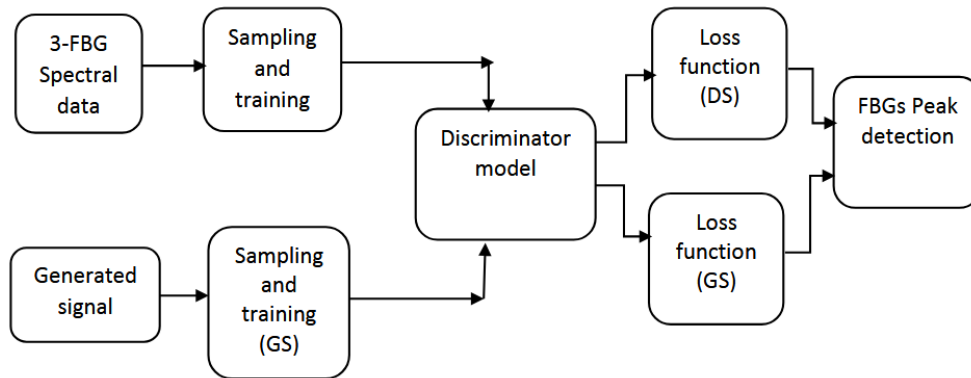 3-FBG
Spectral
data
Sampling
and
training
Discriminator
model
Loss
function
(DS)
FBGs Peak
detection
Generated
signal
Sampling
and
training
(GS)
Loss
function
(GS)